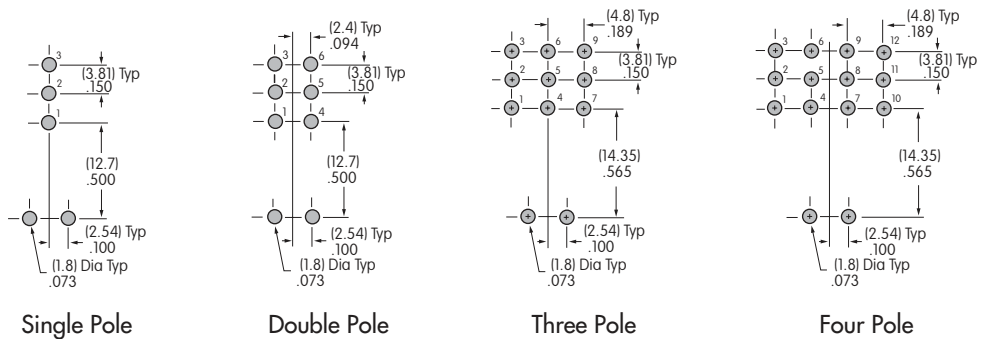 3
(3.81) Typ
.150
2
1
(12.7)
.500
(2.54) Typ
.100
(1.8) Dia Typ
.073
Single Pole
(2.4) Typ
.094
3 6
(3.81) Typ
.150
2 5
1 4
(12.7)
.500
(2.54) Typ
.100
(1.8) Dia Typ
.073
Double Pole
(4.8) Typ
.189
3 6 9
(3.81) Typ
.150
2 5 8
1 4 7
(14.35)
.565
(2.54) Typ
.100
(1.8) Dia Typ
.073
Three Pole
(4.8) Typ
.189
3 6 9 12
(3.81) Typ
.150
2 5 8 11
1 4 7 10
(14.35)
.565
(2.54) Typ
.100
(1.8) Dia Typ
.073
Four Pole